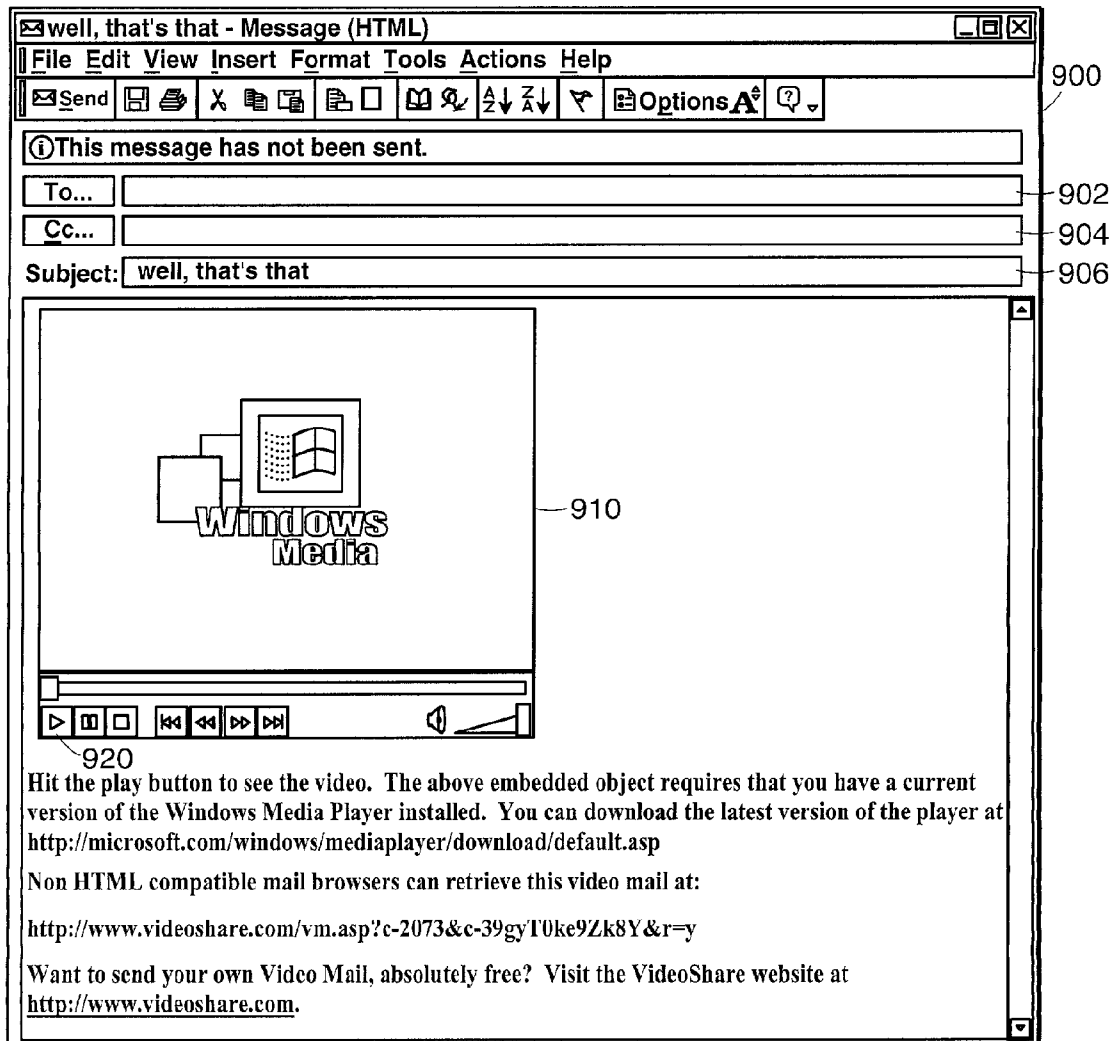 well, that's that - Message (HTML)
File Edit View Insert Format Tools Actions Help
900
Send Options A
This message has not been sent.
To... 902
Cc... 904
Subject: well, that's that 906
Windows
Media
910
920
Hit the play button to see the video. The above embedded object requires that you have a current
version of the Windows Media Player installed. You can download the latest version of the player at
http://microsoft.com/windows/mediaplayer/download/default.asp
Non HTML compatible mail browsers can retrieve this video mail at:
http://www.videoshare.com/vm.asp?c-2073&c-39gyT0ke9Zk8Y&r=y
Want to send your own Video Mail, absolutely free? Visit the VideoShare website at
http://www.videoshare.com.